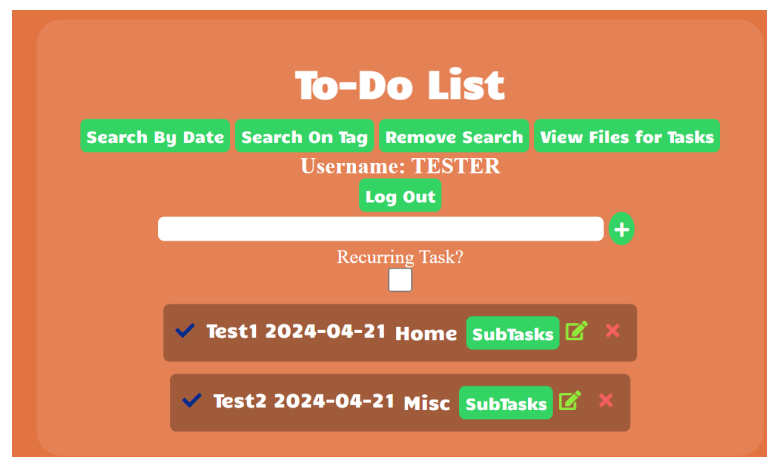 To-Do List
Search By Date Search On Tag Remove Search View Files for Tasks
Username: TESTER
Log Out
+
Recurring Task?
Test1 2024-04-21 Home SubTasks
Test2 2024-04-21 Misc SubTasks